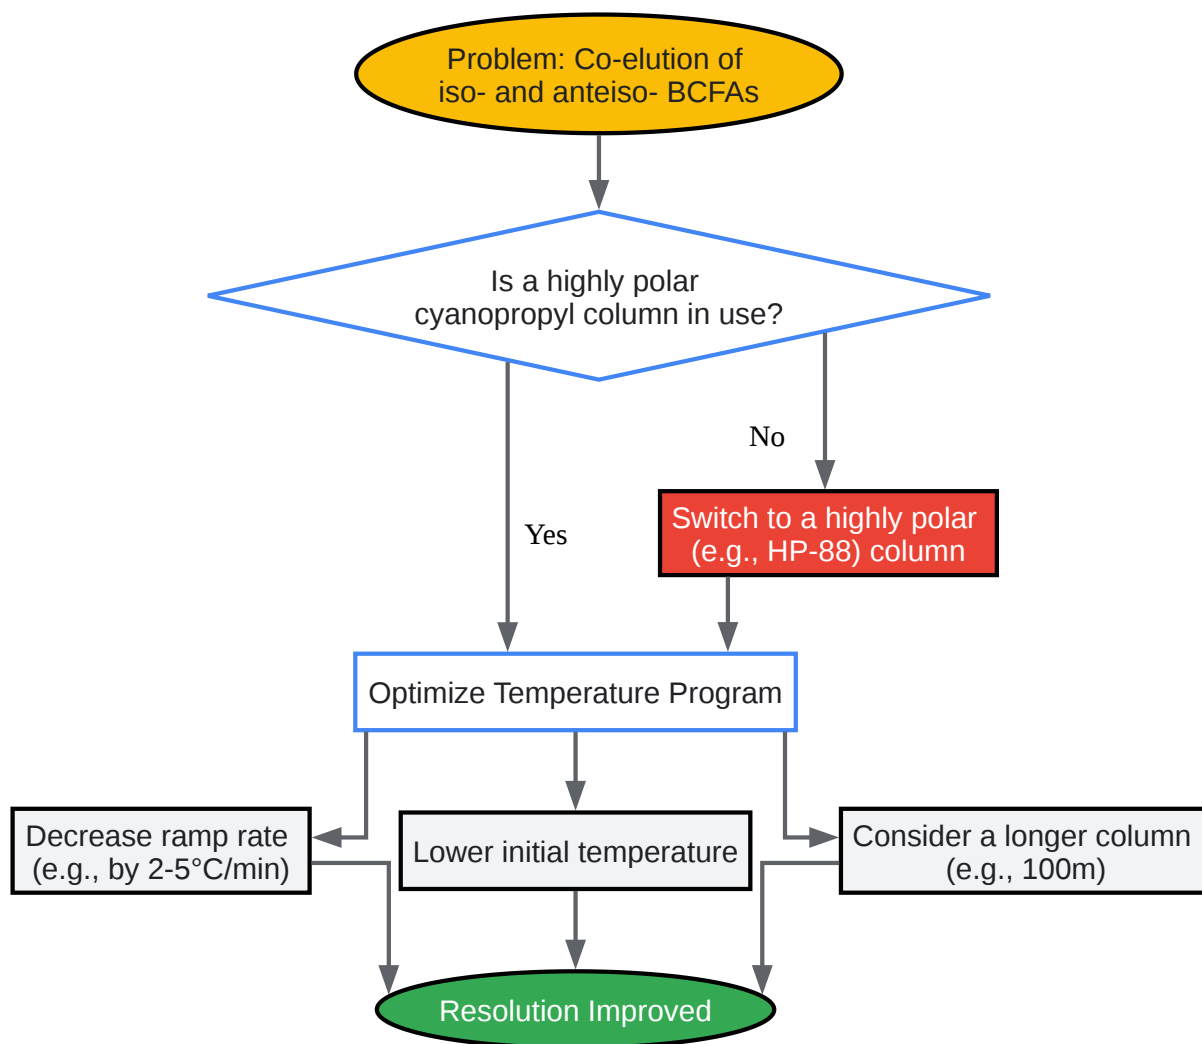 Problem: Co-elution of
iso- and anteiso- BCFAs
Is a highly polar
cyanopropyl column in use?
No
Yes
Switch to a highly polar
(e.g., HP-88) column
Optimize Temperature Program
Decrease ramp rate
(e.g., by 2-5°C/min)
Lower initial temperature
Consider a longer column
(e.g., 100m)
Resolution Improved